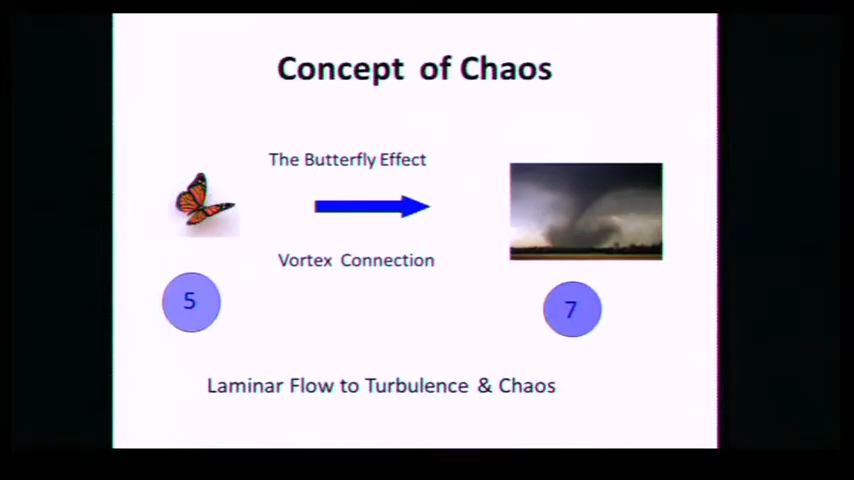 Concept of Chaos
The Butterfly Effect
Vortex Connection
5
7
Laminar Flow to Turbulence & Chaos